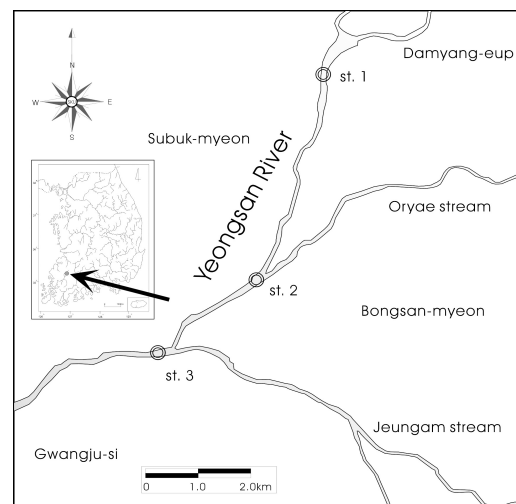 Damyang-eup
st. 1
N
W
E
S
Subuk-myeon
Yeongsan River
Oryae stream
st. 2
Bongsan-myeon
st. 3
Jeungam stream
Gwangju-si
0 1.0 2.0km